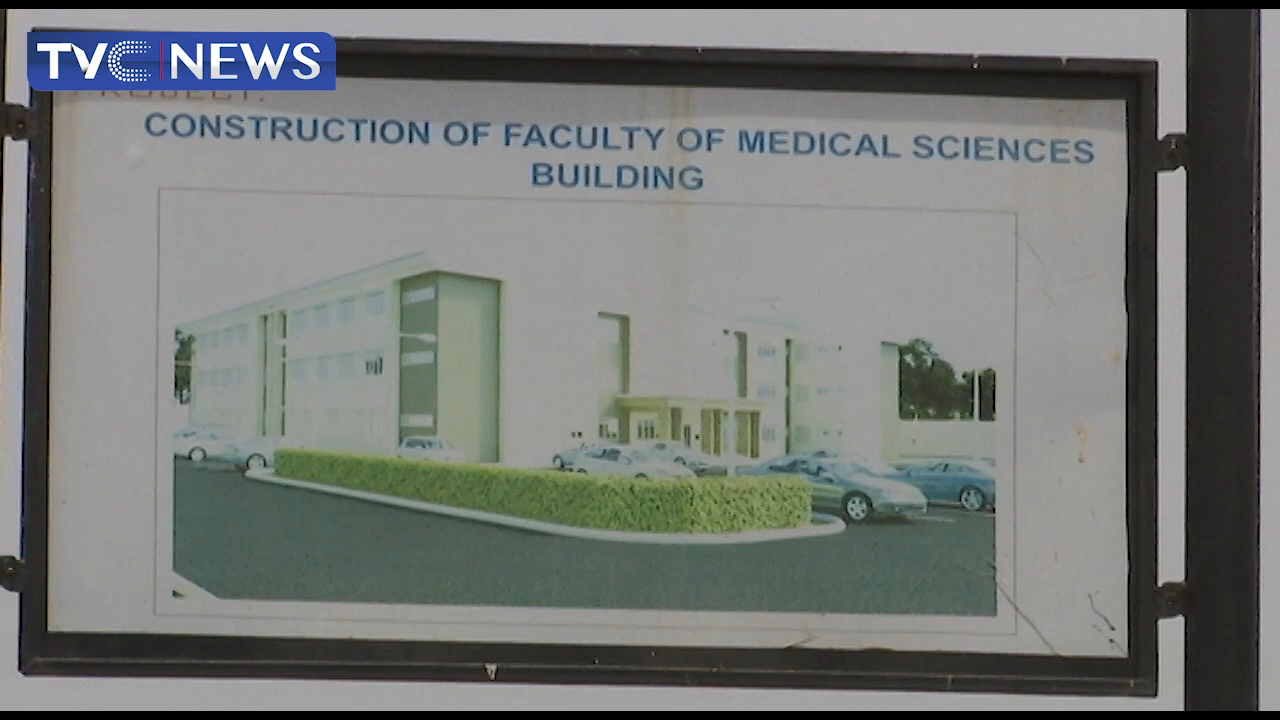 TVC NEWS
CONSTRUCTION OF FACULTY OF MEDICAL SCIENCES
BUILDING